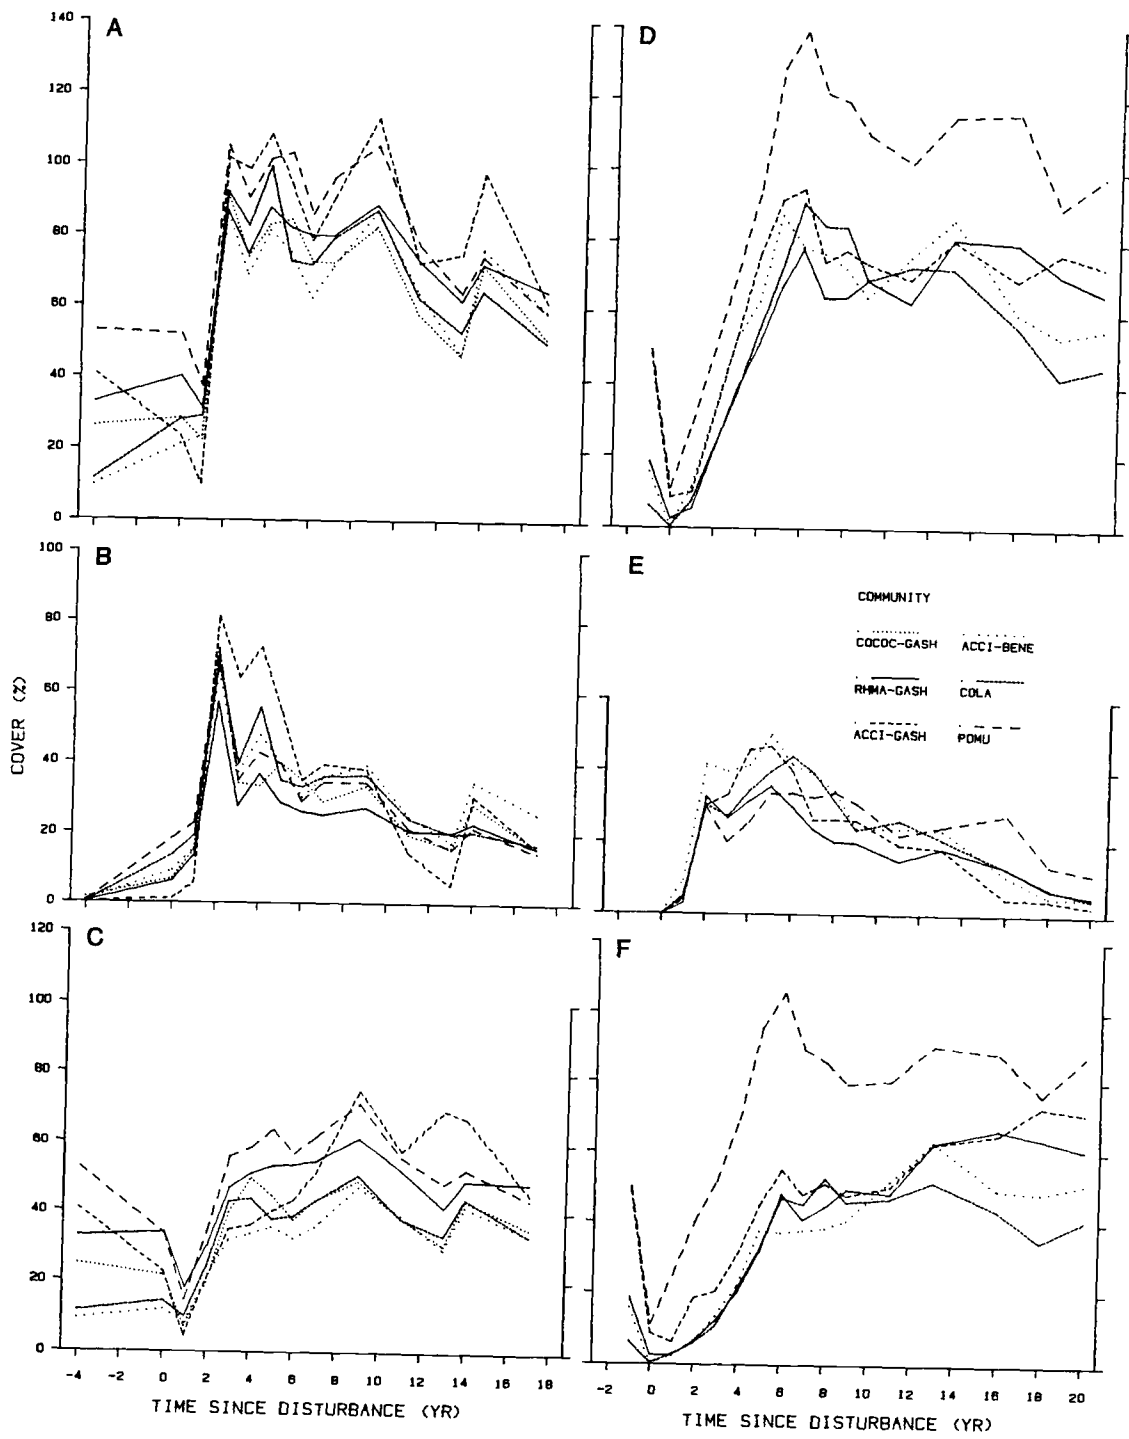 A
140
120
100
80
60
40
20
0
D
B
100
80
60
40
20
0
COVER (%)
E
COMMUNITY
COCOC-GASH
ACCI-BENE
RHMA-GASH
COLA
ACCI-GASH
POMU
C
120
100
80
60
40
20
0
-4 -2 0 2 4 6 8 10 12 14 16 18
TIME SINCE DISTURBANCE (YR)
F
-2 0 2 4 6 8 10 12 14 16 18 20
TIME SINCE DISTURBANCE (YR)